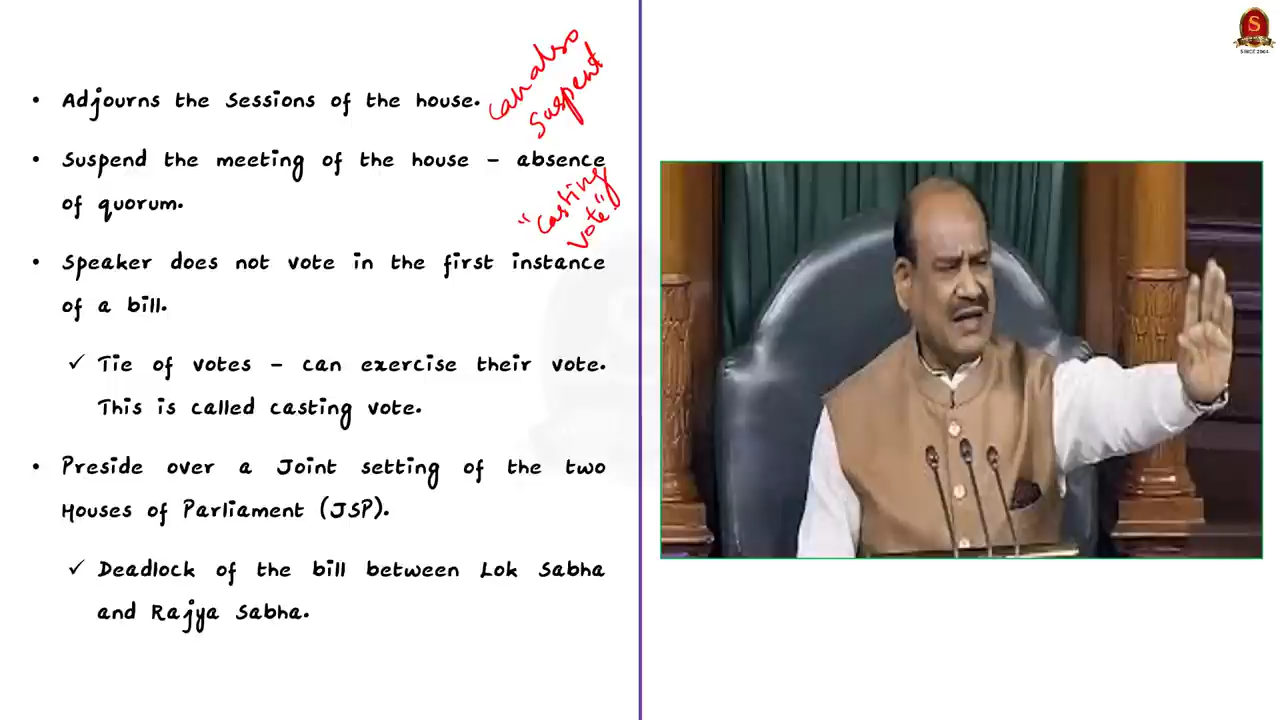 • Adjourns the Sessions of the house.
can also
suspent
• Suspend the meeting of the house - absence
of quorum.
"casting
vote"
• Speaker does not vote in the first instance
of a bill.
✓ Tie of votes - can exercise their vote.
This is called casting vote.
• Preside over a Joint setting of the two
Houses of Parliament (JSP).
✓ Deadlock of the bill between Lok Sabha
and Rajya Sabha.
S
SINCE 2004